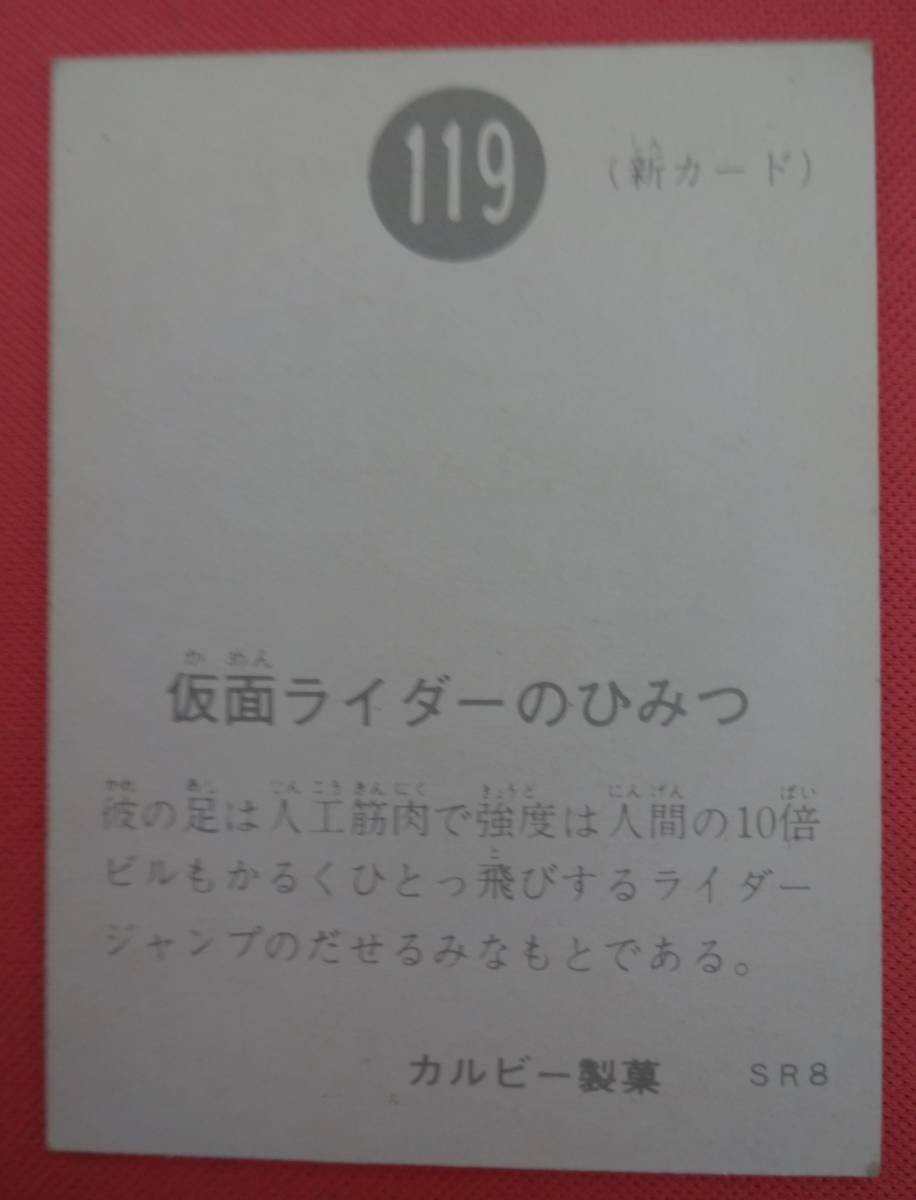 119
(新カード)
仮面ライダーのひみつ
彼の足は人工筋肉で強度は人間の10倍
ビルもかるくひとっ飛びするライダー
ジャンプのだせるみなもとである。
カルビー製菓 SR8